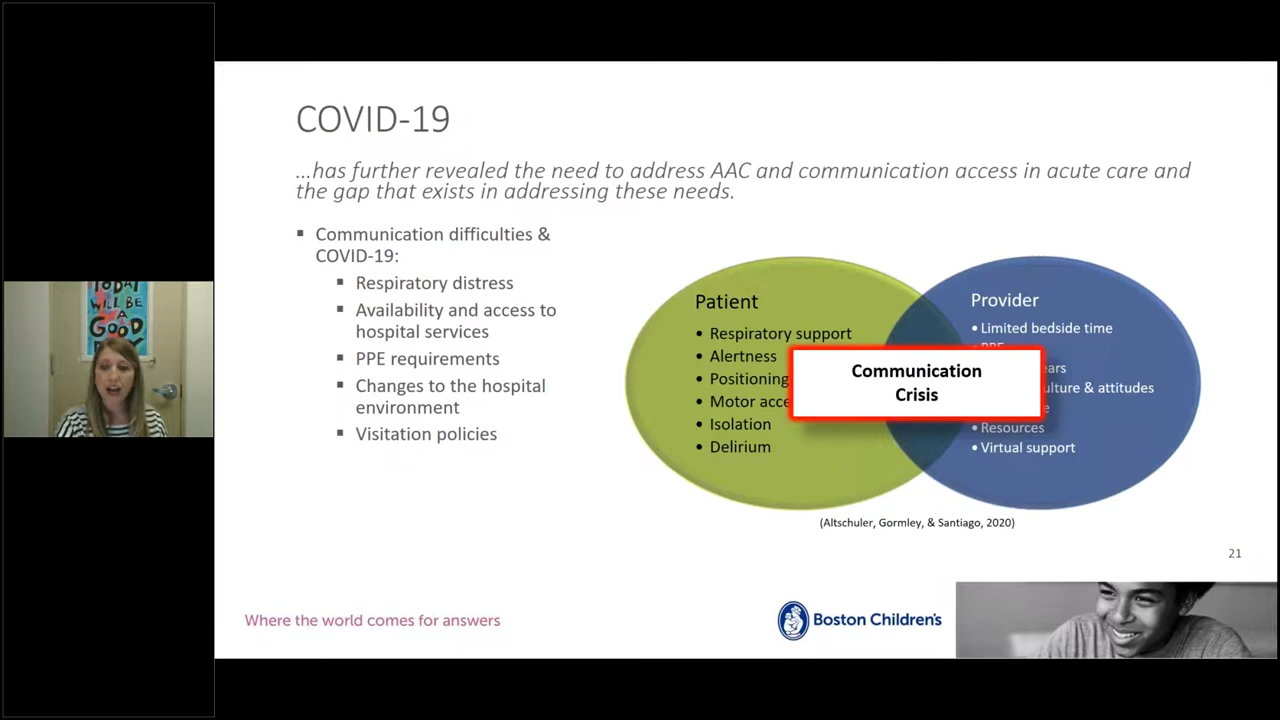 TODAY
WILL BE
A
GOOD
COVID-19
...has further revealed the need to address AAC and communication access in acute care and
the gap that exists in addressing these needs.
▪ Communication difficulties &
COVID-19:
▪ Respiratory distress
▪ Availability and access to
hospital services
▪ PPE requirements
▪ Changes to the hospital
environment
▪ Visitation policies
Patient
• Respiratory support
• Alertness
• Positioning
• Motor acce
• Isolation
• Delirium
Communication
Crisis
Provider
• Limited bedside time
• PPE
ears
ulture & attitudes
e
• Resources
• Virtual support
(Altschuler, Gormley, & Santiago, 2020)
21
Where the world comes for answers
Boston Children's